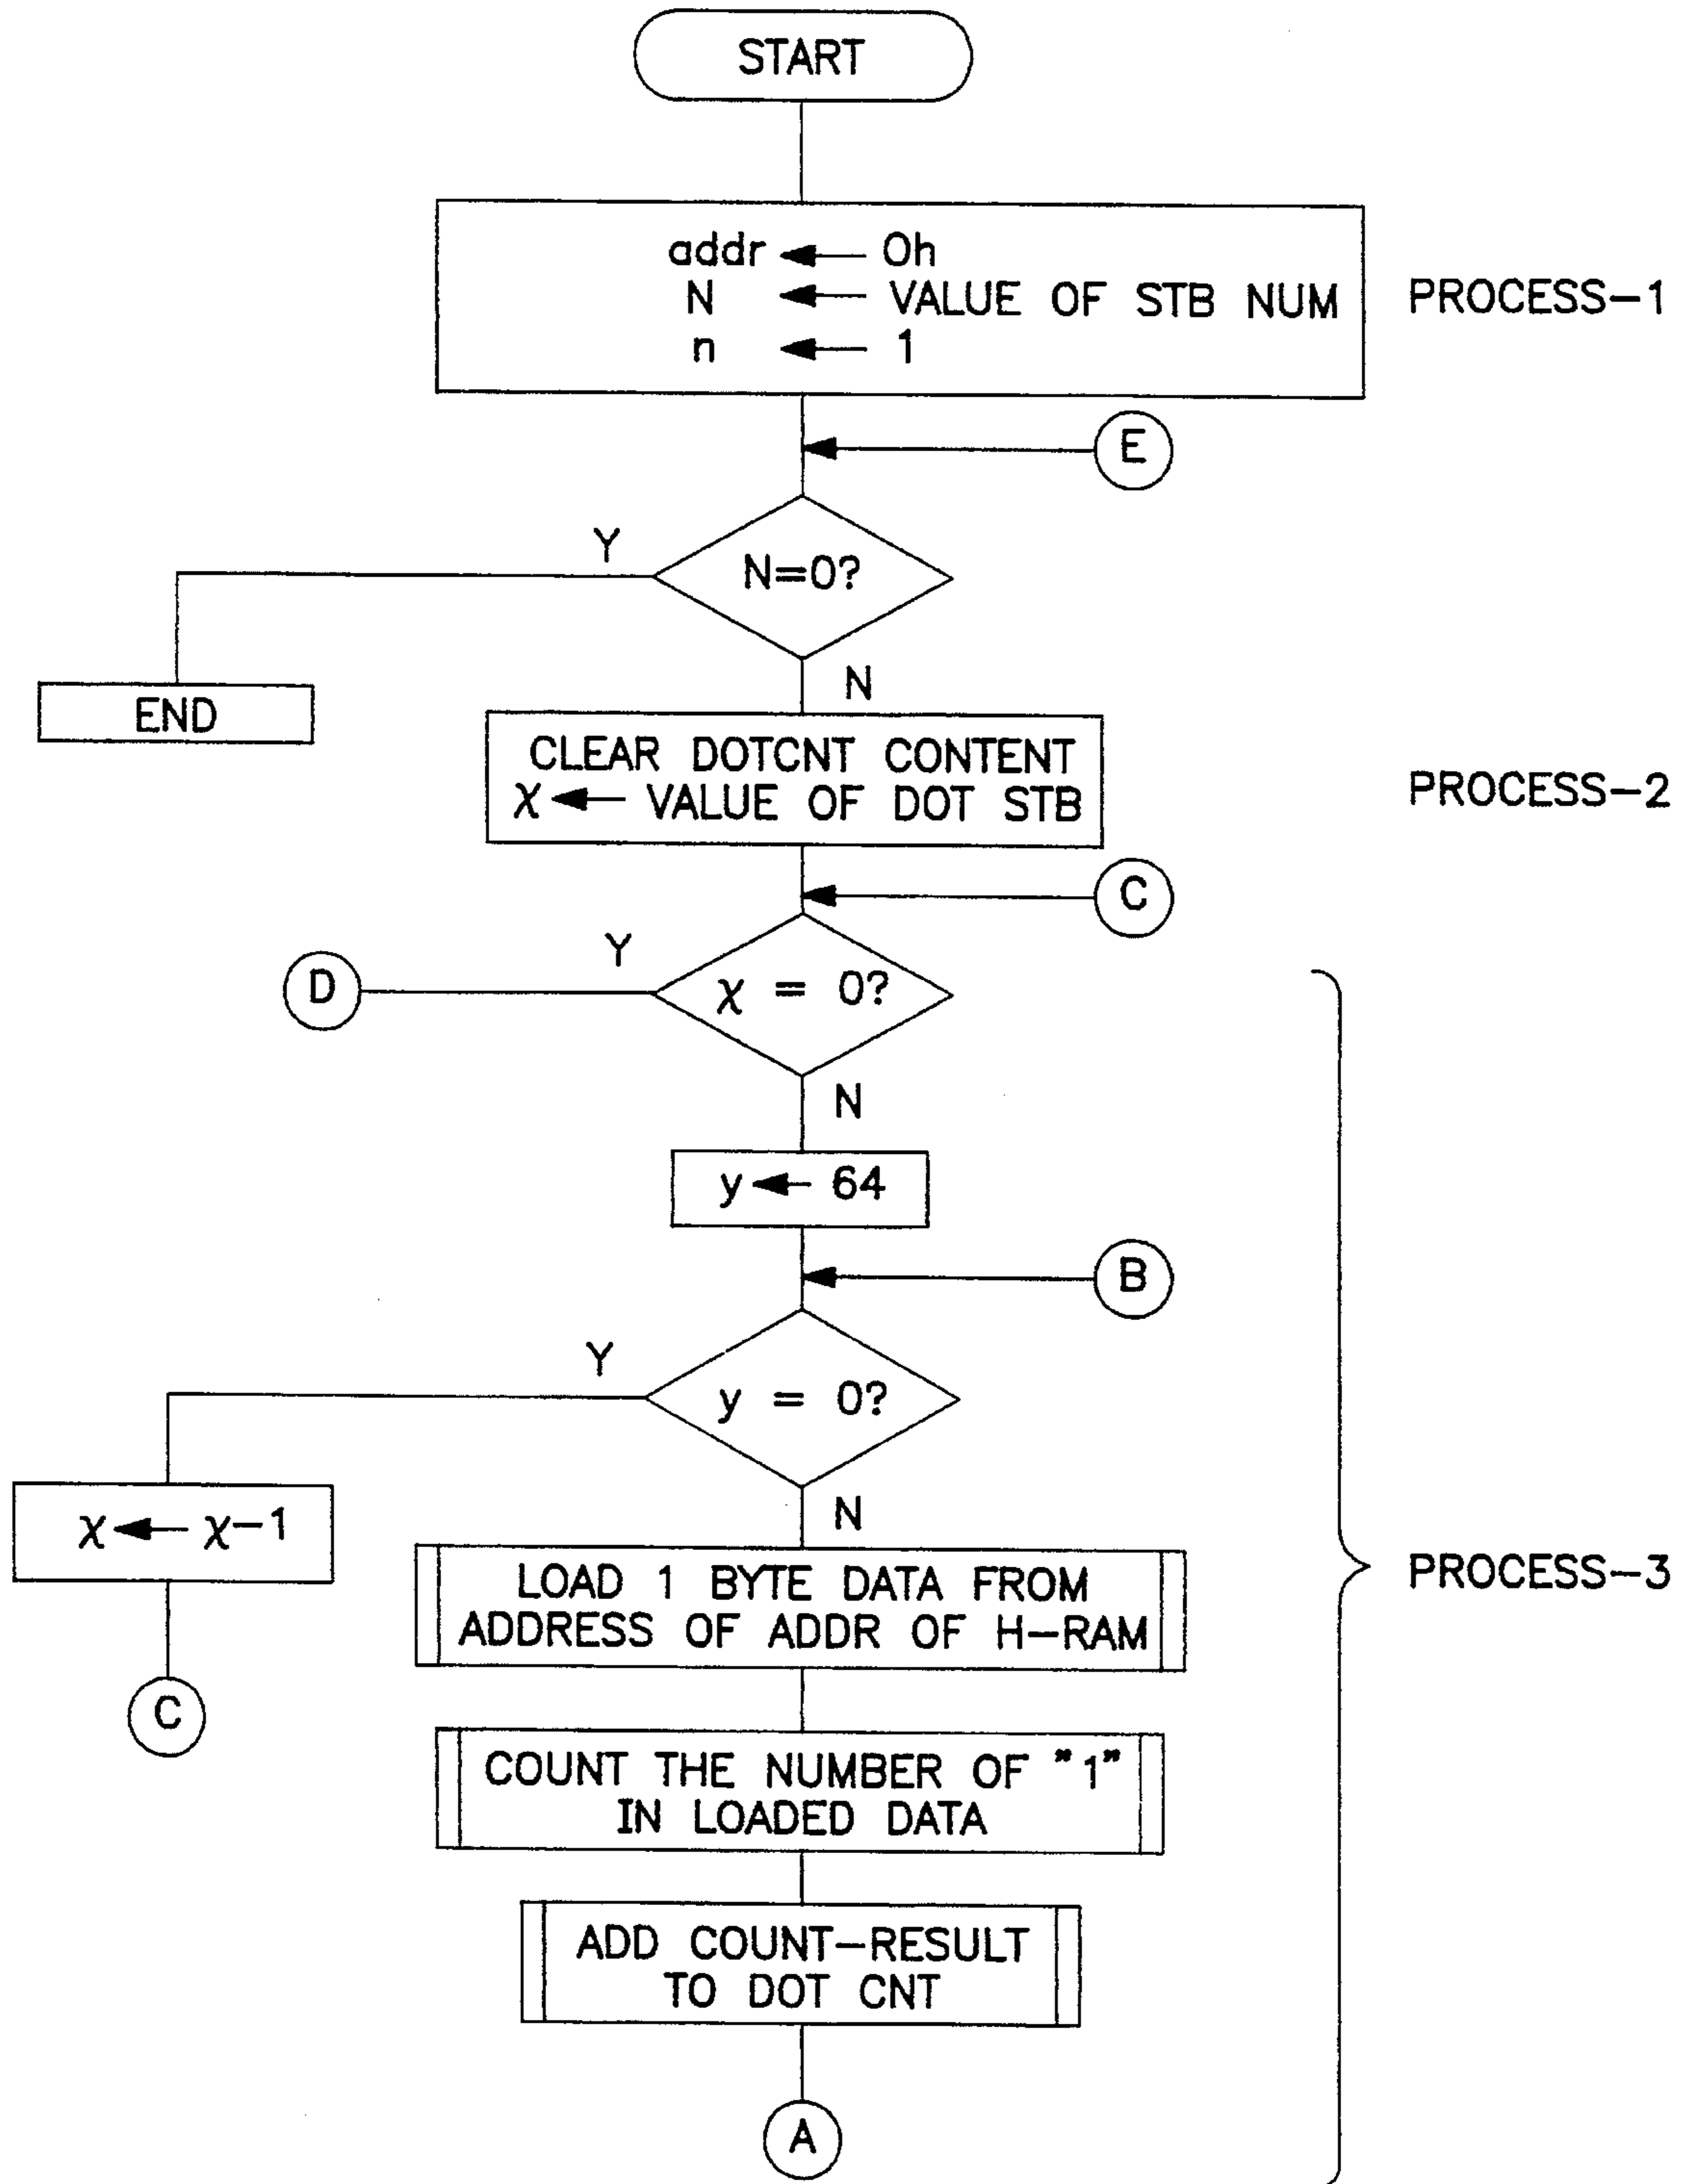 START
addr ← 0h
N ← VALUE OF STB NUM
n ← 1
PROCESS-1
E
N=0?
Y
N
END
CLEAR DOTCNT CONTENT
χ ← VALUE OF DOT STB
PROCESS-2
C
χ = 0?
Y
D
N
y ← 64
B
y = 0?
Y
N
χ ← χ-1
C
LOAD 1 BYTE DATA FROM
ADDRESS OF ADDR OF H-RAM
PROCESS-3
COUNT THE NUMBER OF "1"
IN LOADED DATA
ADD COUNT-RESULT
TO DOT CNT
A